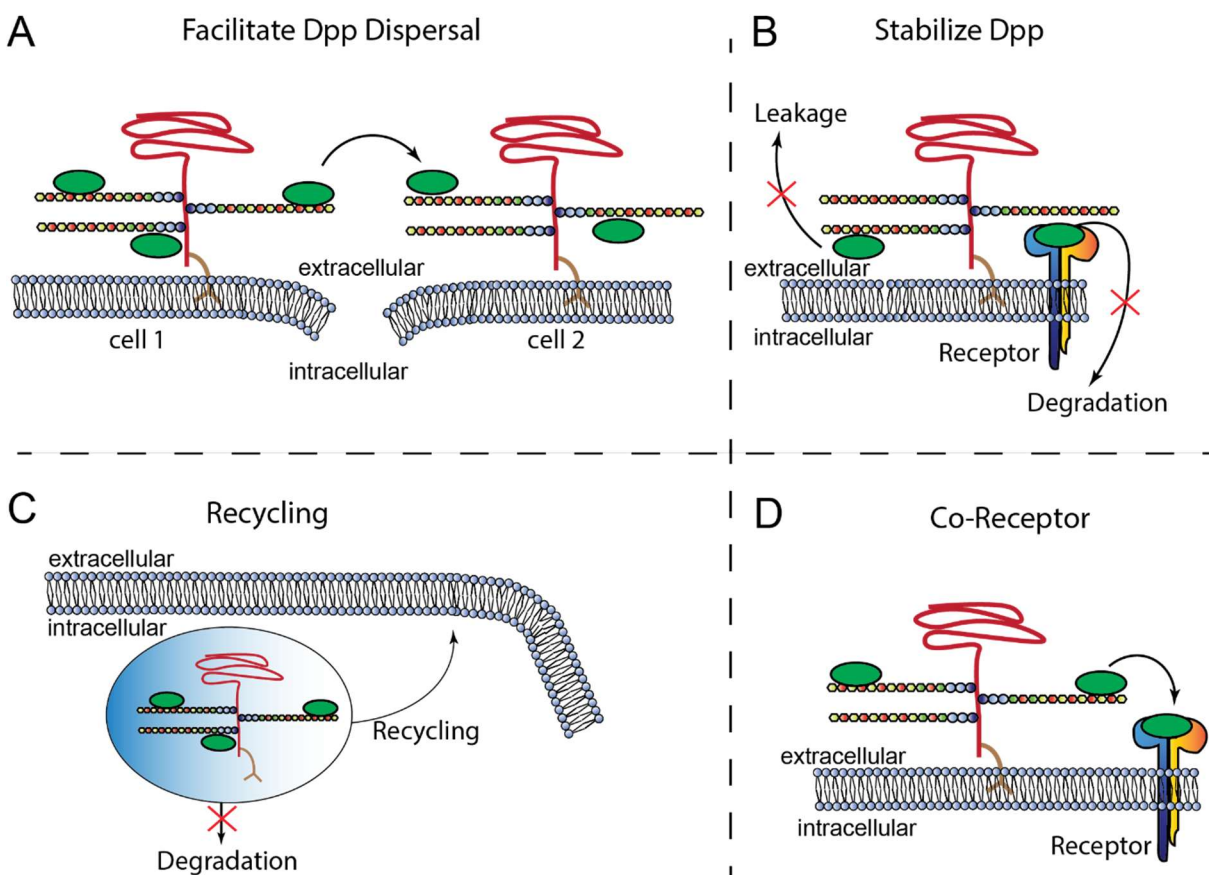 A
Facilitate Dpp Dispersal
extracellular
cell 1
cell 2
intracellular
B
Stabilize Dpp
Leakage
extracellular
intracellular
Receptor
Degradation
C
Recycling
extracellular
intracellular
Recycling
Degradation
D
Co-Receptor
extracellular
intracellular
Receptor